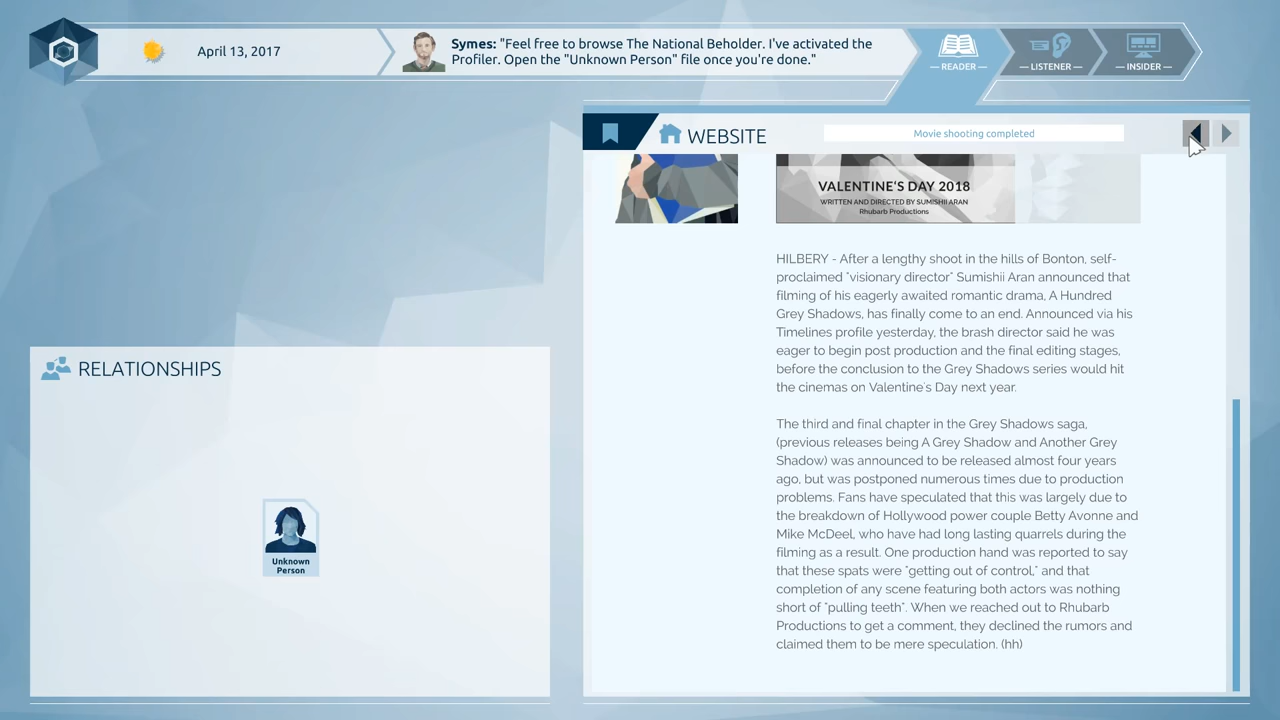 April 13, 2017
Symes: "Feel free to browse The National Beholder. I've activated the
Profiler. Open the "Unknown Person" file once you're done."
— READER —
— LISTENER —
— INSIDER —
WEBSITE
Movie shooting completed
VALENTINE'S DAY 2018
WRITTEN AND DIRECTED BY SUMISHII ARAN
Rhubarb Productions
HILBERY - After a lengthy shoot in the hills of Bonton, self-
proclaimed "visionary director" Sumishii Aran announced that
filming of his eagerly awaited romantic drama, A Hundred
Grey Shadows, has finally come to an end. Announced via his
Timelines profile yesterday, the brash director said he was
eager to begin post production and the final editing stages,
before the conclusion to the Grey Shadows series would hit
the cinemas on Valentine's Day next year.
The third and final chapter in the Grey Shadows saga,
(previous releases being A Grey Shadow and Another Grey
Shadow) was announced to be released almost four years
ago, but was postponed numerous times due to production
problems. Fans have speculated that this was largely due to
the breakdown of Hollywood power couple Betty Avonne and
Mike McDeel, who have had long lasting quarrels during the
filming as a result. One production hand was reported to say
that these spats were "getting out of control," and that
completion of any scene featuring both actors was nothing
short of "pulling teeth". When we reached out to Rhubarb
Productions to get a comment, they declined the rumors and
claimed them to be mere speculation. (hh)
RELATIONSHIPS
Unknown
Person